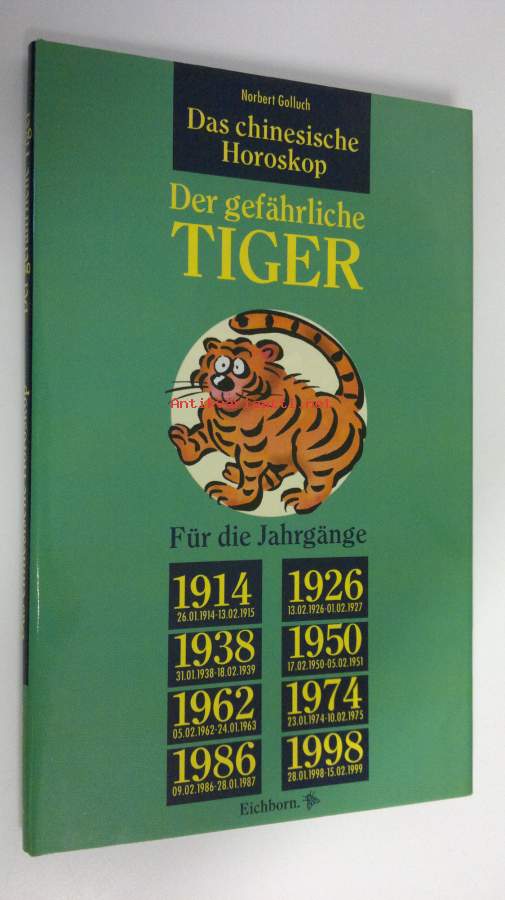 Norbert Golluch
Das chinesische
Horoskop
Der gefährliche
TIGER
Antikvariaatti.net
Für die Jahrgänge
1914
26.01.1914-13.02.1915
1926
13.02.1926-01.02.1927
1938
31.01.1938-18.02.1939
1950
17.02.1950-05.02.1951
1962
05.02.1962-24.01.1963
1974
23.01.1974-10.02.1975
1986
09.02.1986-28.01.1987
1998
28.01.1998-15.02.1999
Eichborn.